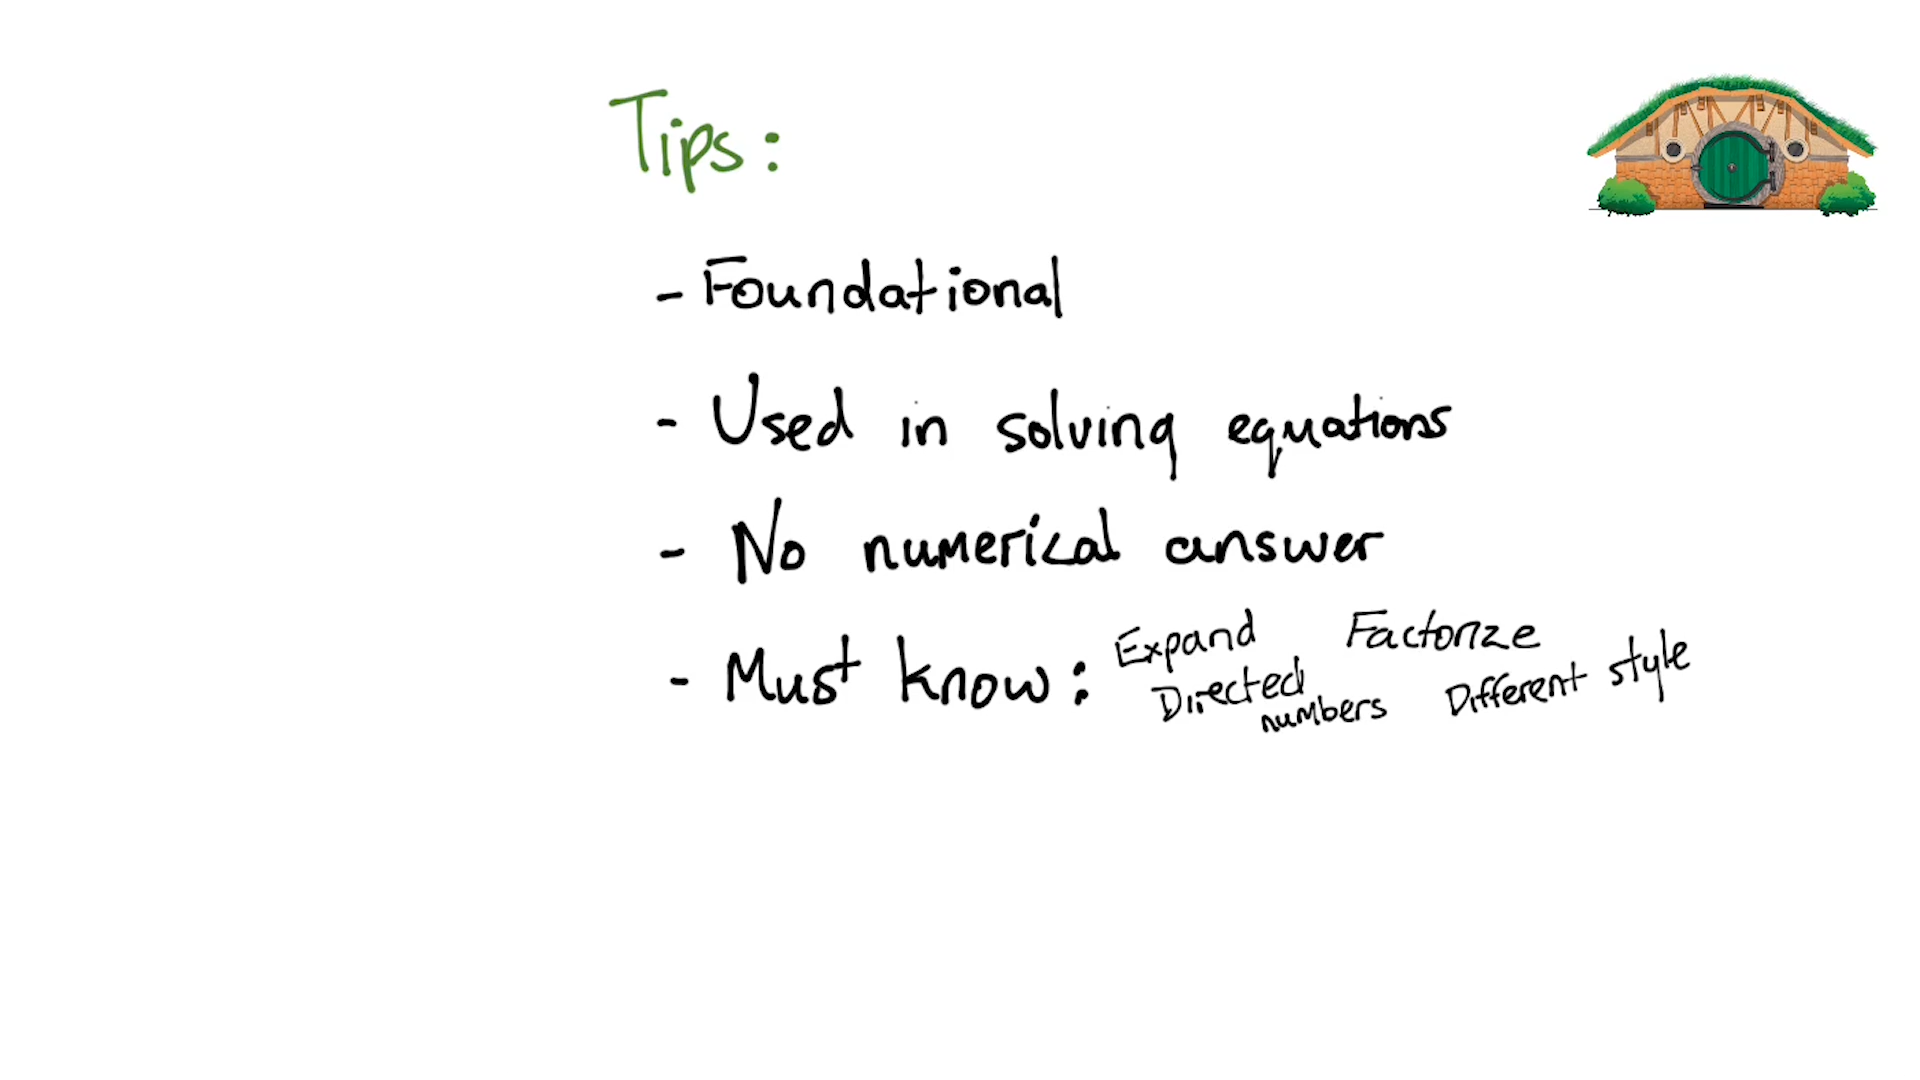 Tips:
- Foundational
- Used in solving equations
- No numerical answer
- Must know: Expand Factorize
Directed numbers Different style